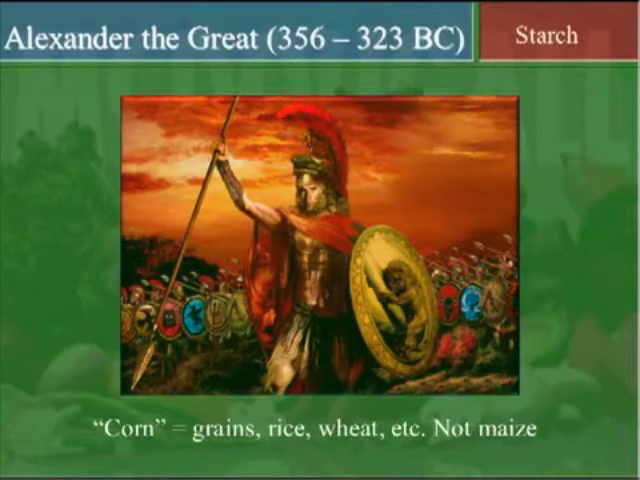 Alexander the Great (356 – 323 BC)
Starch
“Corn” = grains, rice, wheat, etc. Not maize